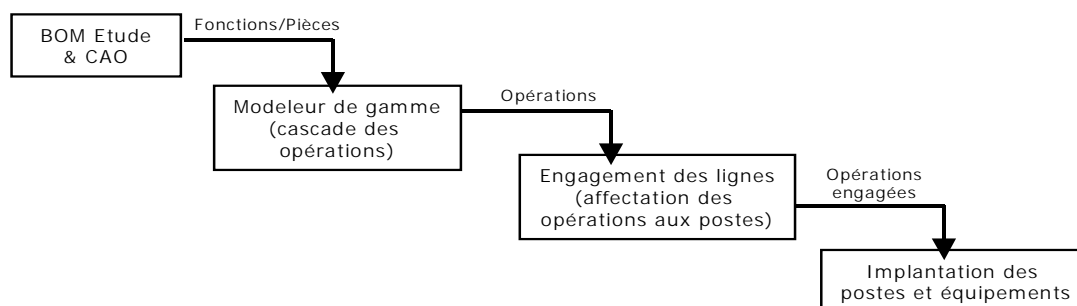 BOM Etude
& CAO
Fonctions/Pièces
Modeleur de gamme
(cascade des
opérations)
Opérations
Engagement des lignes
(affectation des
opérations aux postes)
Opérations
engagées
Implantation des
postes et équipements